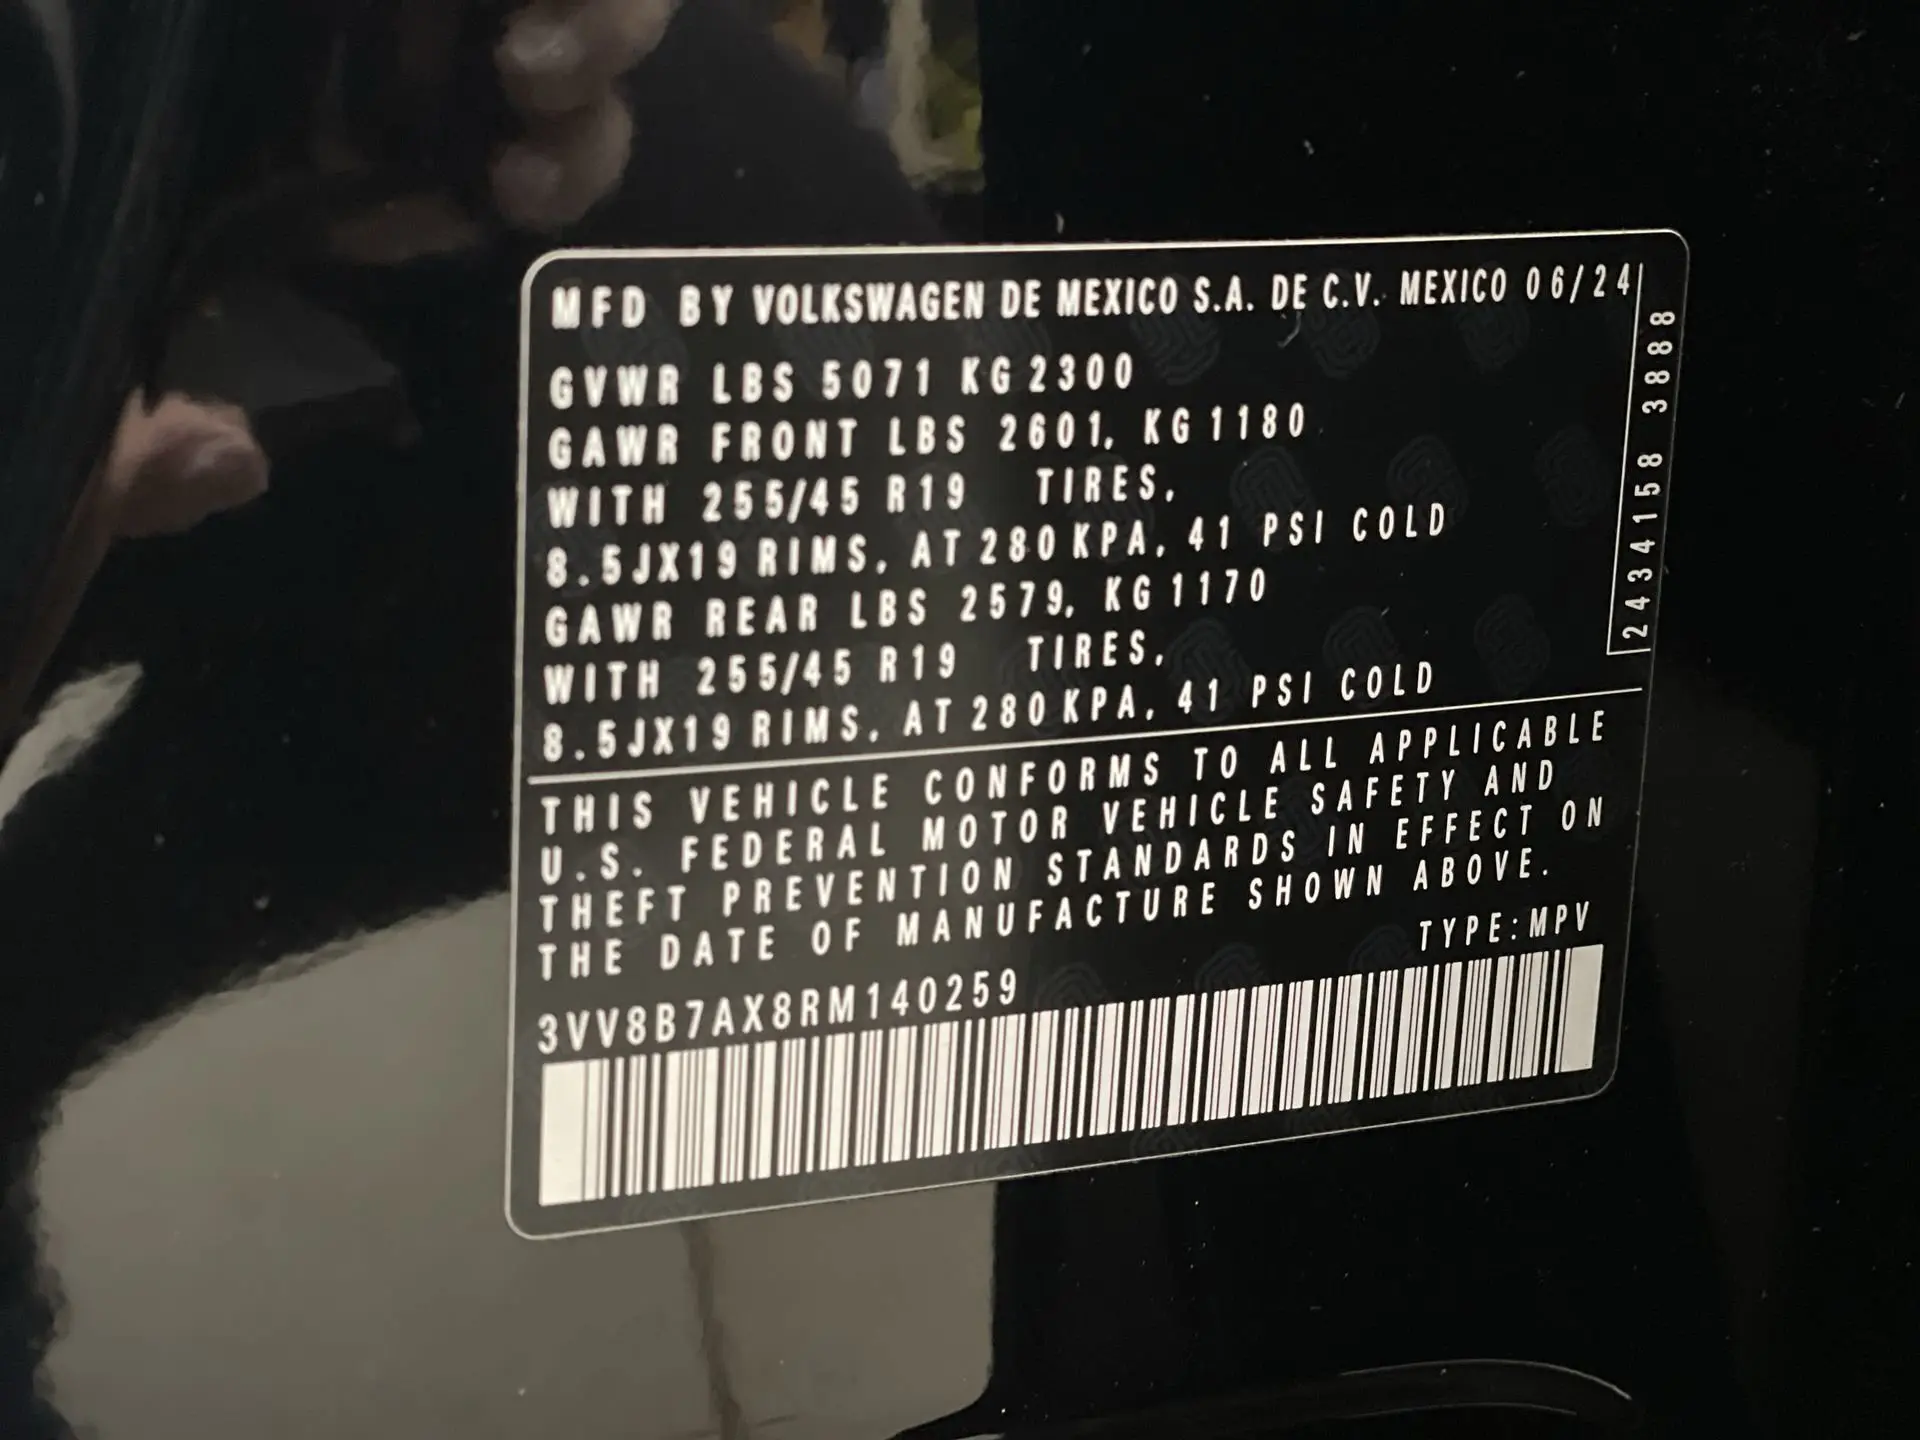 MFD BY VOLKSWAGEN DE MEXICO S.A. DE C.V. MEXICO 06/24
GVWR LBS 5071 KG 2300
GAWR FRONT LBS 2601, KG 1180
WITH 255/45 R19 TIRES,
8.5JX19 RIMS, AT 280 KPA, 41 PSI COLD
GAWR REAR LBS 2579, KG 1170
WITH 255/45 R19 TIRES,
8.5JX19 RIMS, AT 280 KPA, 41 PSI COLD
THIS VEHICLE CONFORMS TO ALL APPLICABLE
U.S. FEDERAL MOTOR VEHICLE SAFETY AND
THEFT PREVENTION STANDARDS IN EFFECT ON
THE DATE OF MANUFACTURE SHOWN ABOVE.
TYPE:MPV
3VV8B7AX8RM140259
2434158 3888